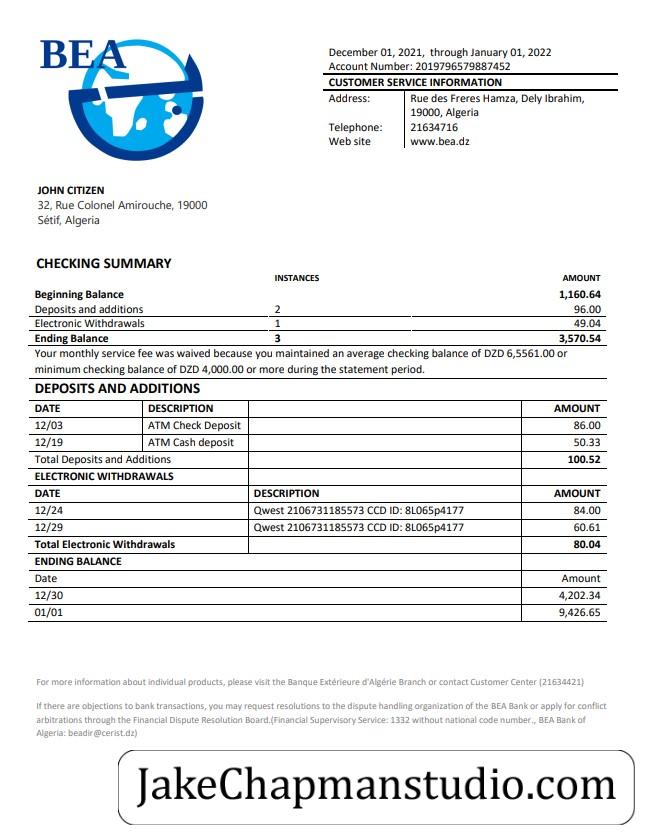 BEA
December 01, 2021, through January 01, 2022
Account Number: 2019796579887452
CUSTOMER SERVICE INFORMATION
Address: Rue des Freres Hamza, Dely Ibrahim,
19000, Algeria
Telephone: 21634716
Web site www.bea.dz
JOHN CITIZEN
32, Rue Colonel Amirouche, 19000
Sétif, Algeria
CHECKING SUMMARY
INSTANCES AMOUNT
Beginning Balance 1,160.64
Deposits and additions 2 96.00
Electronic Withdrawals 1 49.04
Ending Balance 3 3,570.54
Your monthly service fee was waived because you maintained an average checking balance of DZD 6,5561.00 or
minimum checking balance of DZD 4,000.00 or more during the statement period.
DEPOSITS AND ADDITIONS
DATE DESCRIPTION AMOUNT
12/03 ATM Check Deposit 86.00
12/19 ATM Cash deposit 50.33
Total Deposits and Additions 100.52
ELECTRONIC WITHDRAWALS
DATE DESCRIPTION AMOUNT
12/24 Qwest 2106731185573 CCD ID: 8L065p4177 84.00
12/29 Qwest 2106731185573 CCD ID: 8L065p4177 60.61
Total Electronic Withdrawals 80.04
ENDING BALANCE
Date Amount
12/30 4,202.34
01/01 9,426.65
For more information about individual products, please visit the Banque Extérieure d'Algérie Branch or contact Customer Center (21634421)
If there are objections to bank transactions, you may request resolutions to the dispute handling organization of the BEA Bank or apply for conflict
arbitrations through the Financial Dispute Resolution Board.(Financial Supervisory Service: 1332 without national code number., BEA Bank of
Algeria: beadir@cerist.dz)
JakeChapmanstudio.com